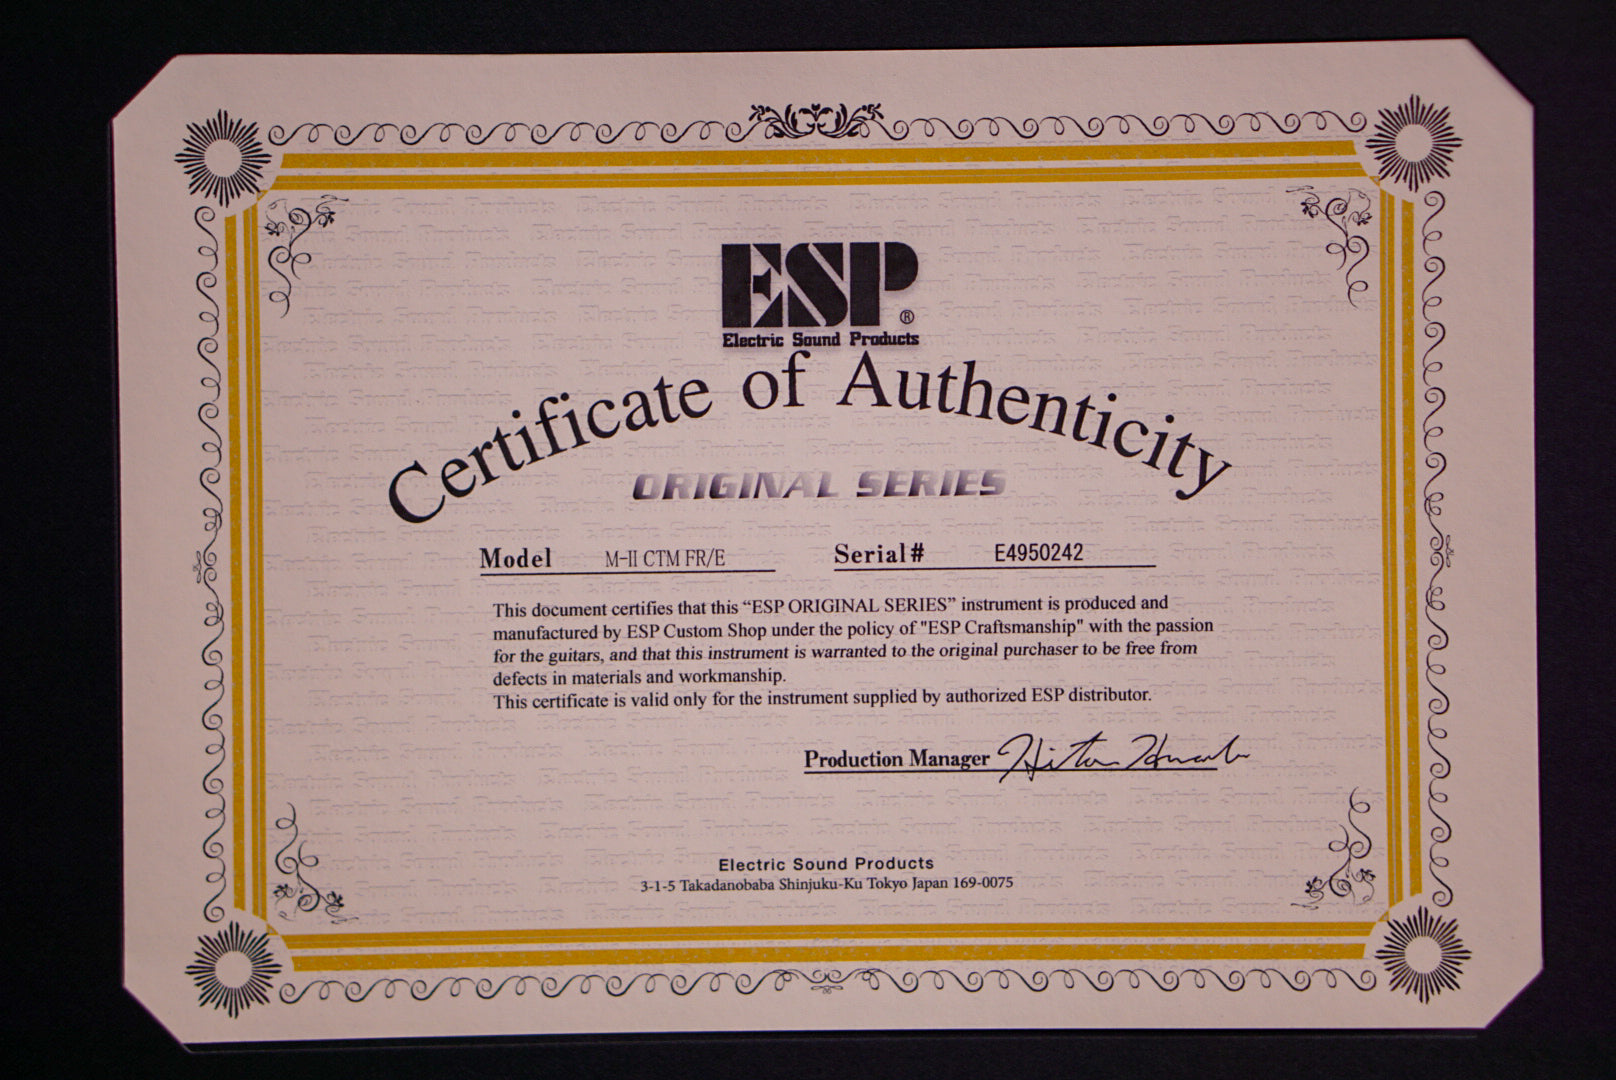 ESP®
Electric Sound Products
Certificate of Authenticity
ORIGINAL SERIES
Model M-II CTM FR/E Serial# E4950242
This document certifies that this “ESP ORIGINAL SERIES” instrument is produced and
manufactured by ESP Custom Shop under the policy of "ESP Craftsmanship" with the passion
for the guitars, and that this instrument is warranted to the original purchaser to be free from
defects in materials and workmanship.
This certificate is valid only for the instrument supplied by authorized ESP distributor.
Production Manager
Electric Sound Products
3-1-5 Takadanobaba Shinjuku-Ku Tokyo Japan 169-0075